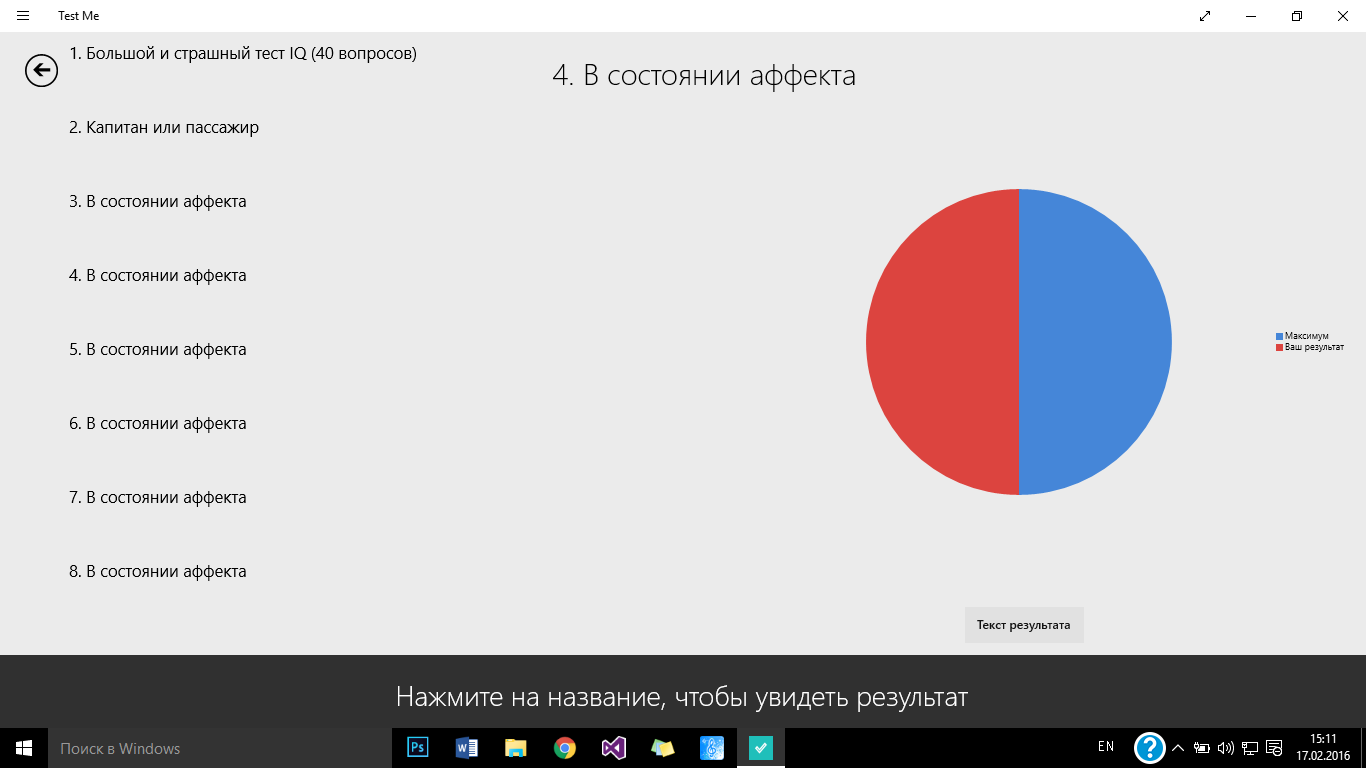 Test Me
1. Большой и страшный тест IQ (40 вопросов)
4. В состоянии аффекта
2. Капитан или пассажир
3. В состоянии аффекта
4. В состоянии аффекта
5. В состоянии аффекта
6. В состоянии аффекта
7. В состоянии аффекта
8. В состоянии аффекта
Максимум
Ваш результат
Текст результата
Нажмите на название, чтобы увидеть результат
Поиск в Windows
Ps
W
EN
?
15:11
17.02.2016